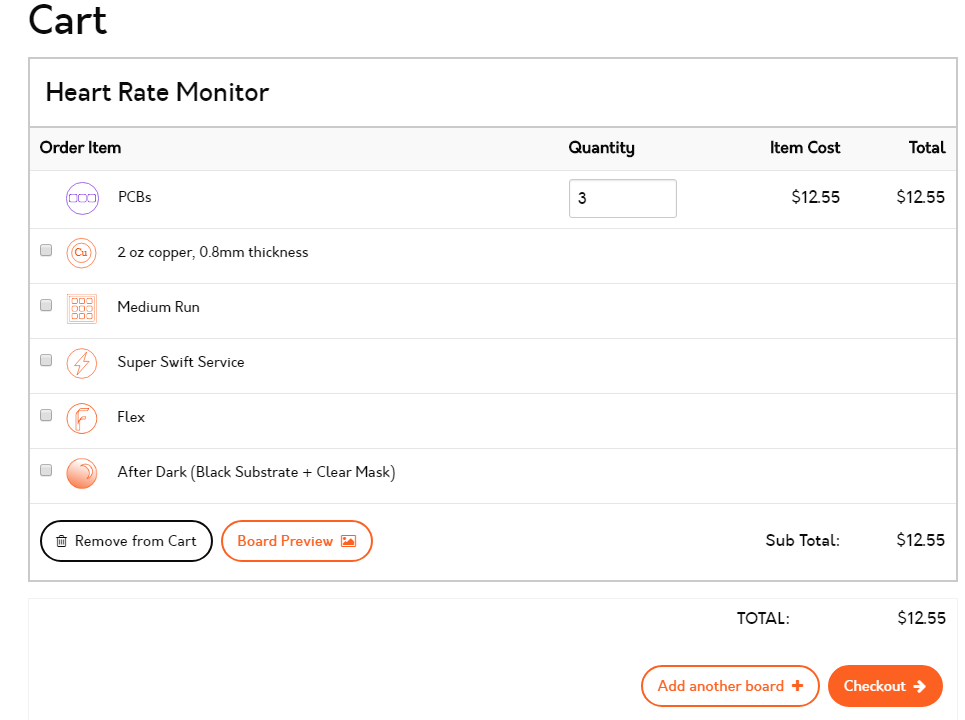 Cart
Heart Rate Monitor
Order Item Quantity Item Cost Total
PCBs 3 $12.55 $12.55
Cu 2 oz copper, 0.8mm thickness
Medium Run
Super Swift Service
F Flex
After Dark (Black Substrate + Clear Mask)
Remove from Cart Board Preview Sub Total: $12.55
TOTAL: $12.55
Add another board + Checkout →